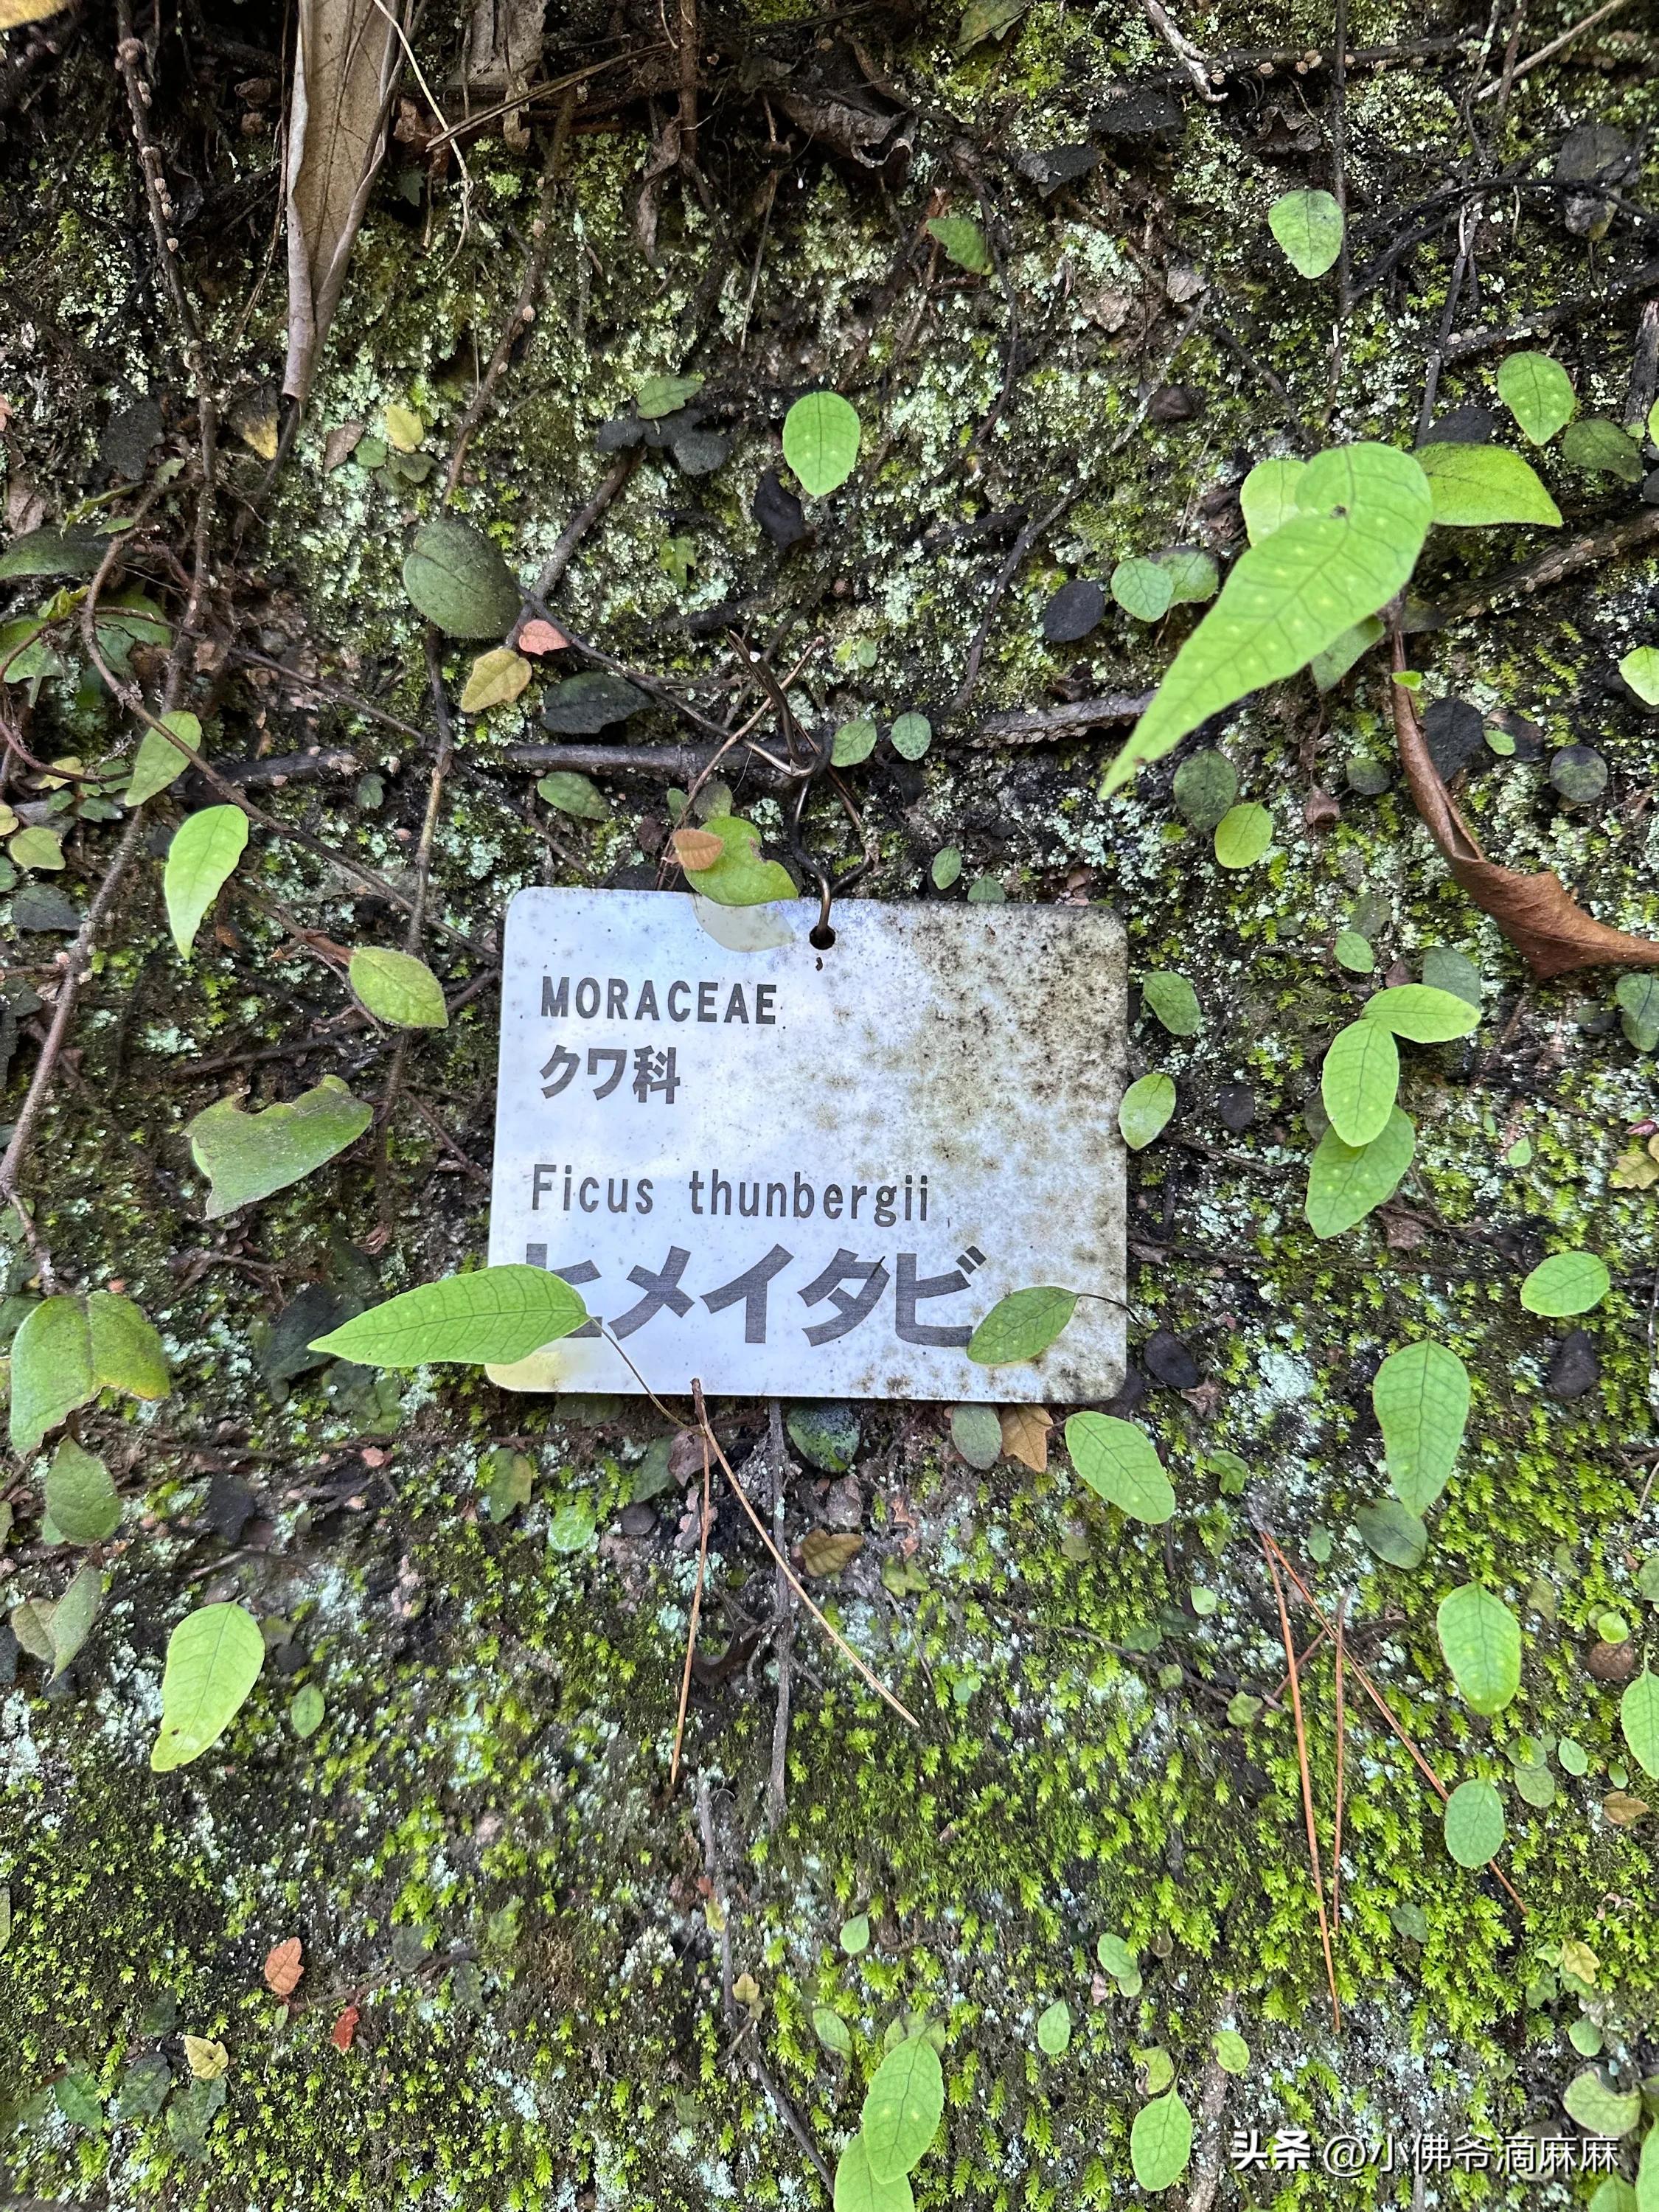 MORACEAE
クワ科
Ficus thunbergii
ヒメイタビ
头条 @小佛爷滴麻麻